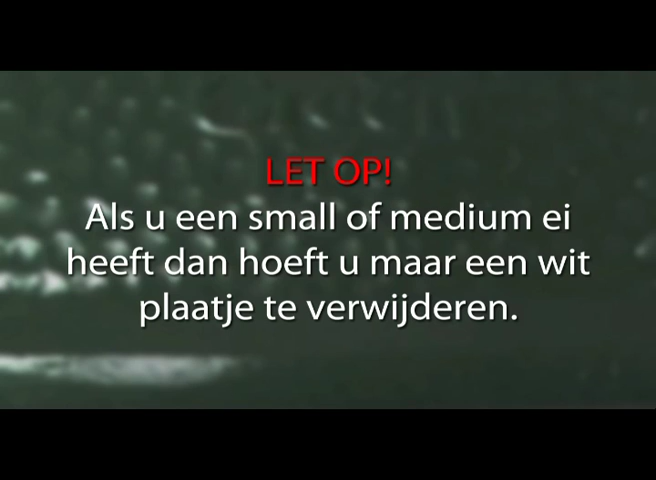 LET OP!
Als u een small of medium ei
heeft dan hoeft u maar een wit
plaatje te verwijderen.